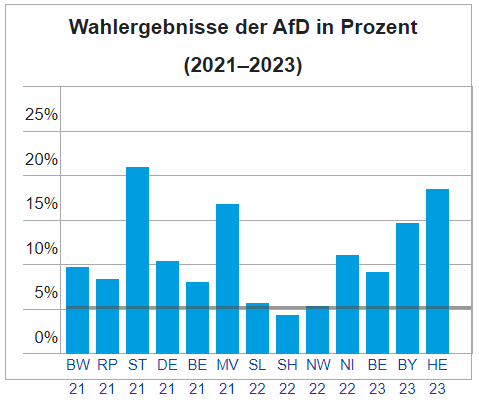 Wahlergebnisse der AfD in Prozent
(2021–2023)
25%
20%
15%
10%
5%
0%
BW RP ST DE BE MV SL SH NW NI BE BY HE
21 21 21 21 21 21 22 22 22 22 23 23 23